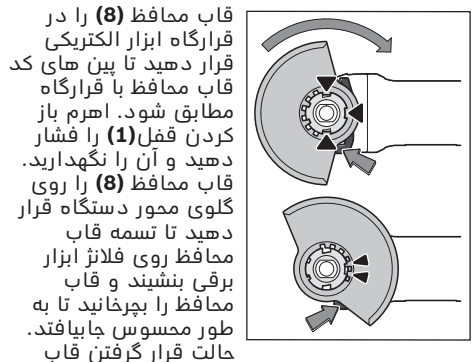 قاب محافظ (8) را در
قرارگاه ابزار الکتریکی
قرار دهید تا پین های کد
قاب محافظ با قرارگاه
مطابق شود. اهرم باز
کردن قفل(1) را فشار
دهید و آن را نگهدارید.
قاب محافظ (8) را روی
گلوی محور دستگاه قرار
دهید تا تسمه قاب
محافظ روی فلانژ ابزار
برقی بنشیند و قاب
محافظ را بچرخانید تا به
طور محسوس جابیافتد.
حالت قرار گرفتن قاب